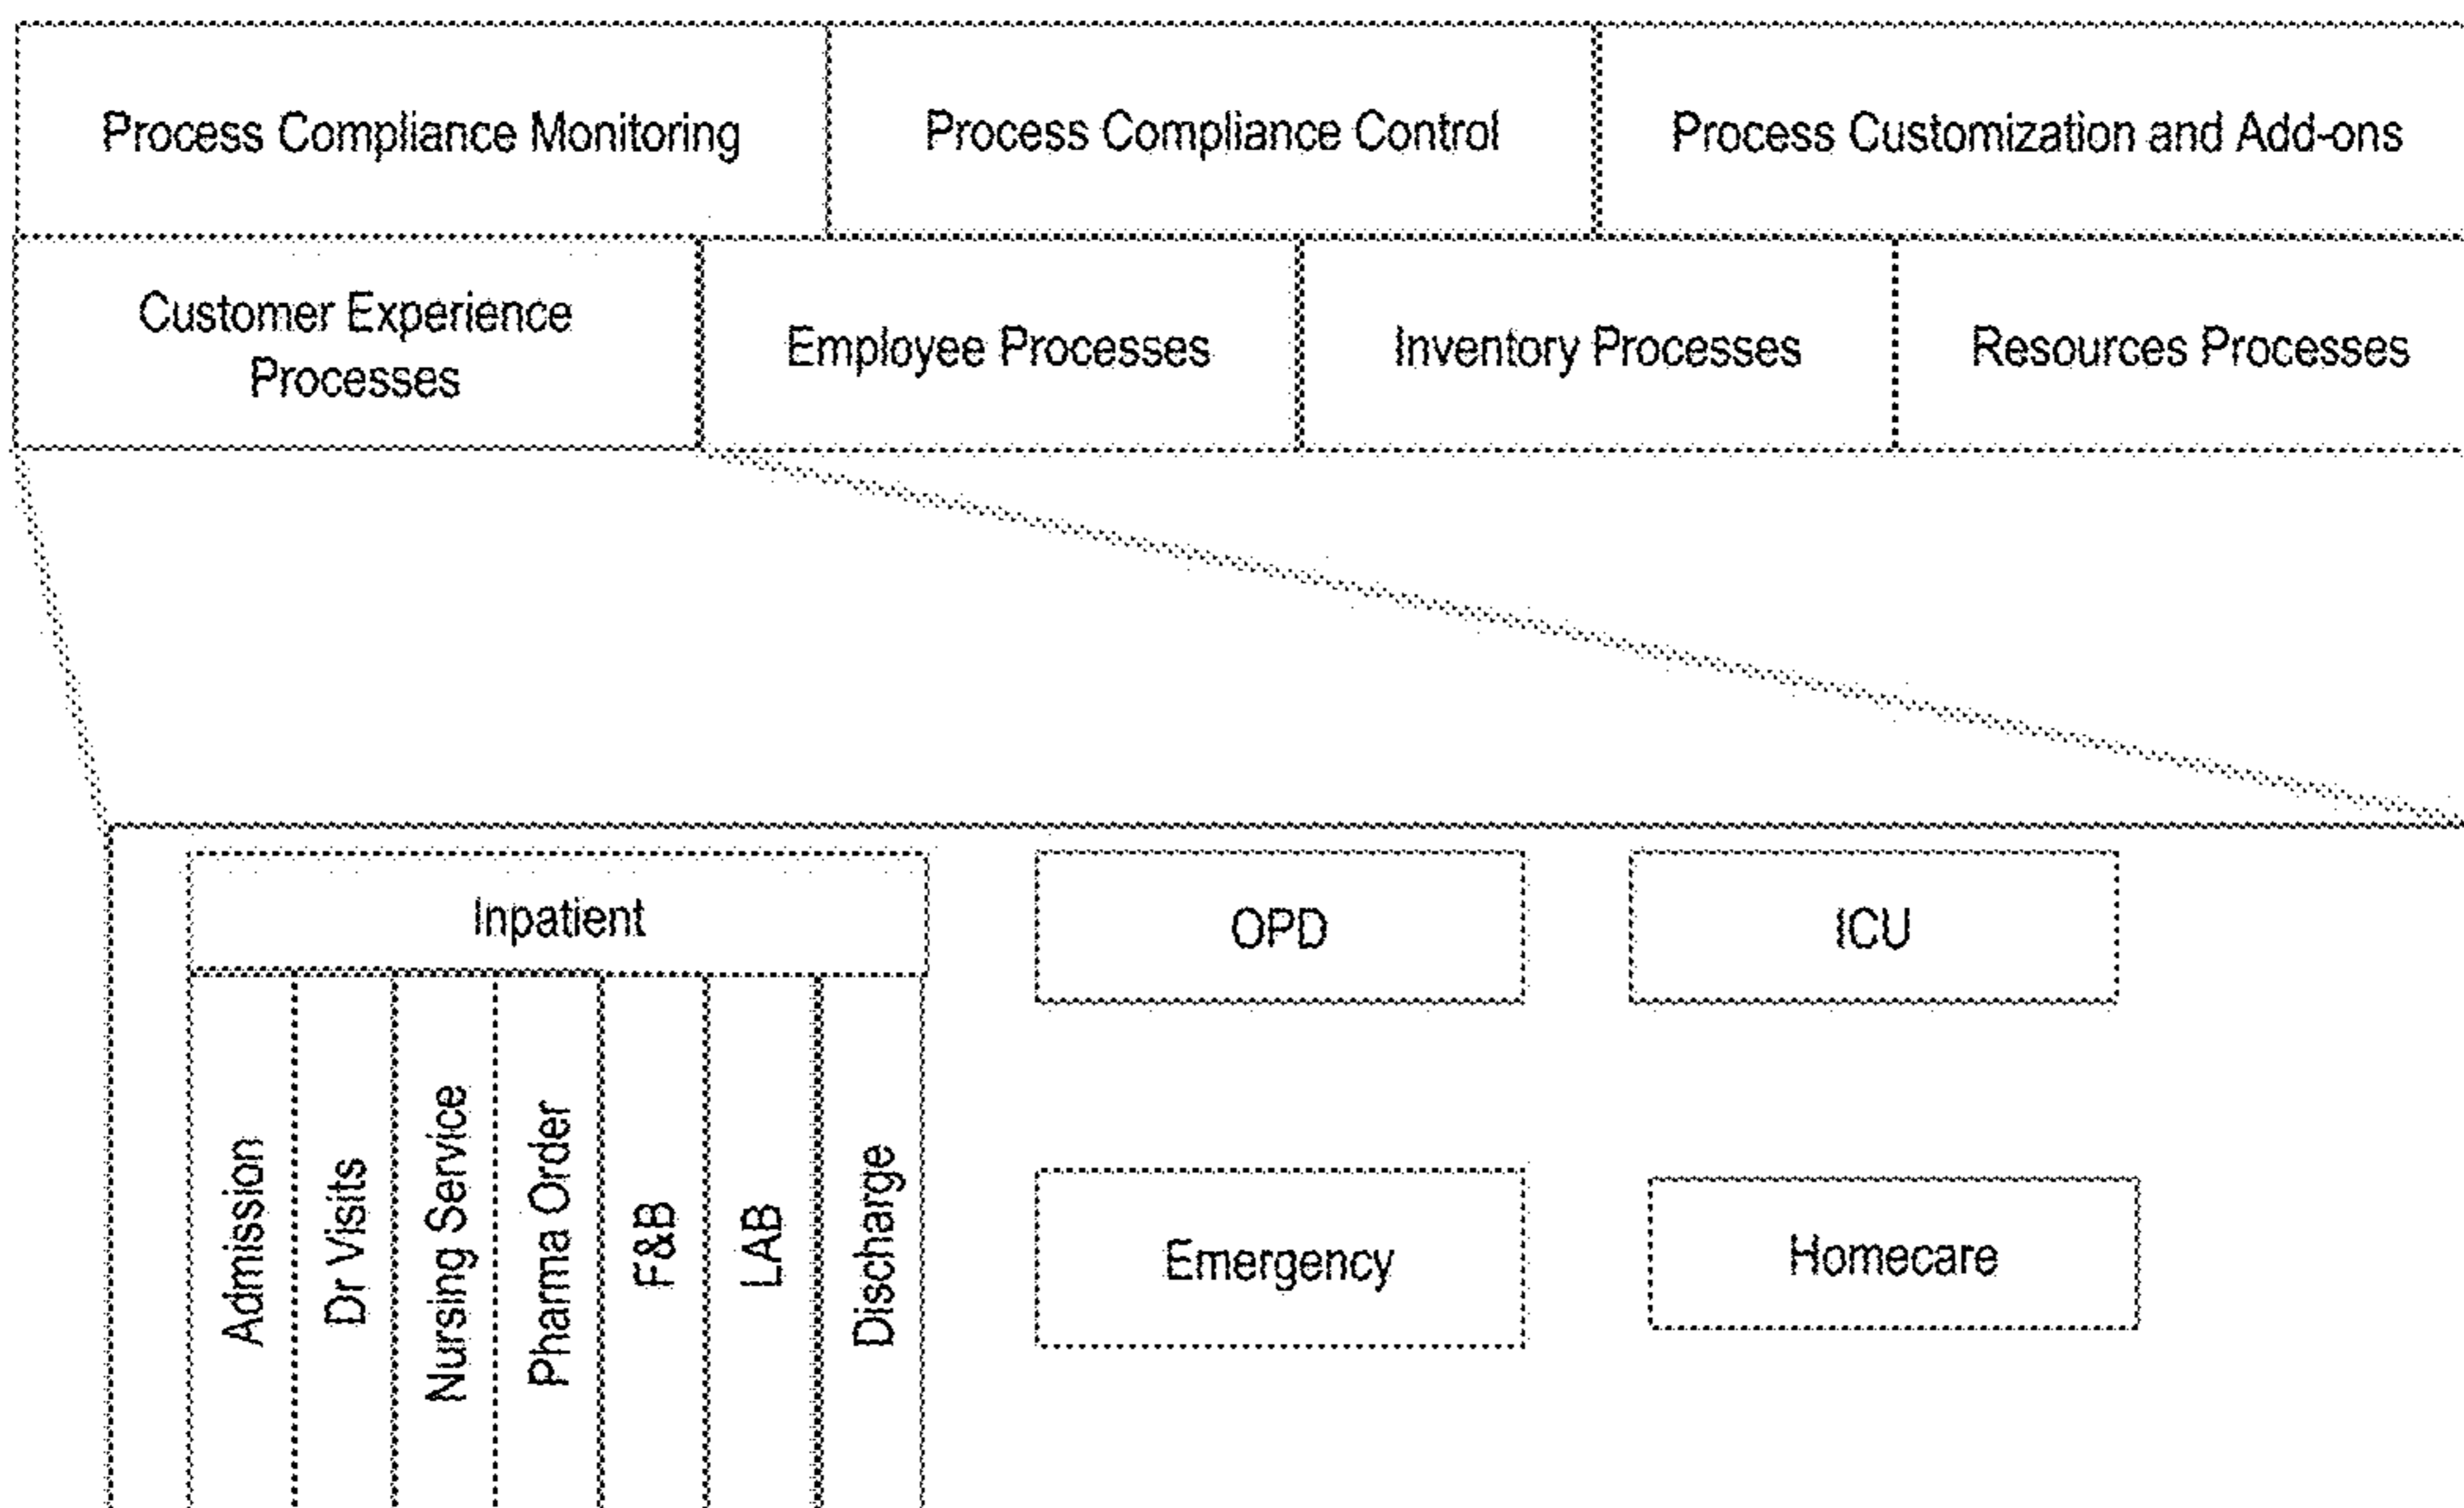 Process Compliance Monitoring
Process Compliance Control
Process Customization and Add-ons
Customer Experience
Processes
Employee Processes
Inventory Processes
Resources Processes
Inpatient
OPD
ICU
Admission
Dr Visits
Nursing Service
Pharma Order
F&B
LAB
Discharge
Emergency
Homecare